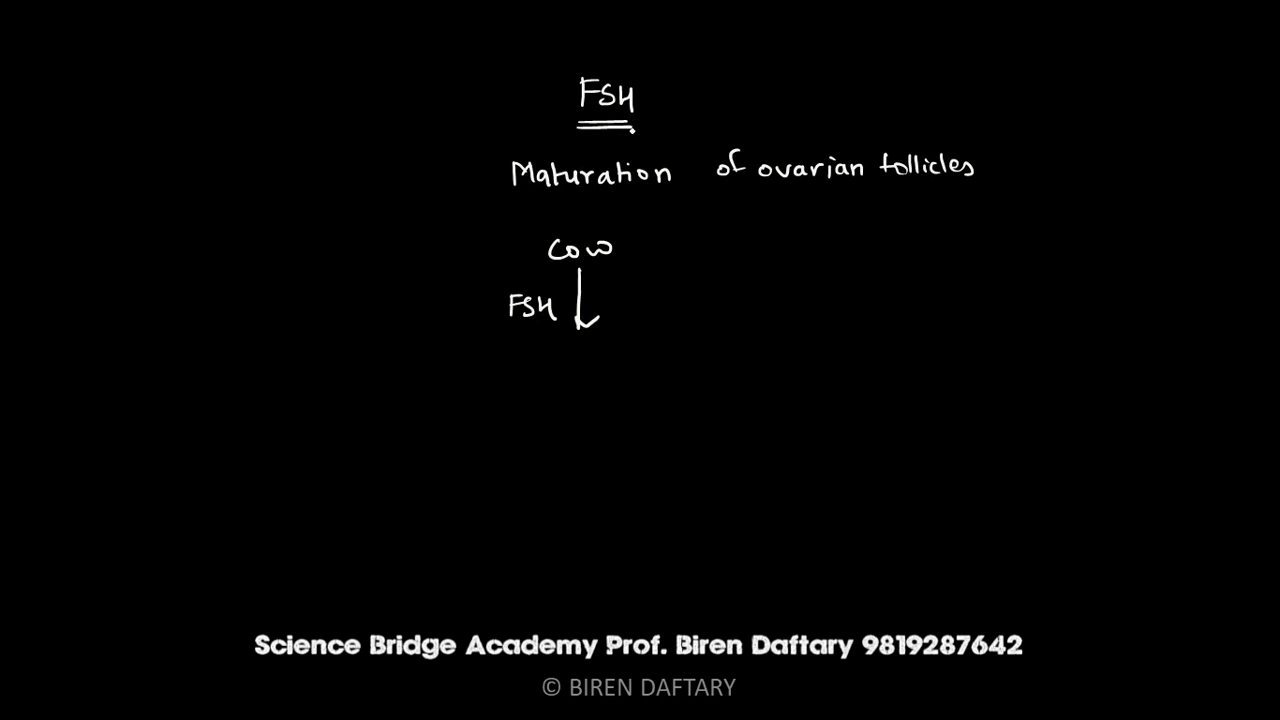 FSH
Maturation of ovarian follicles
Cow
FSH
Science Bridge Academy Prof. Biren Daftary 9819287642
© BIREN DAFTARY